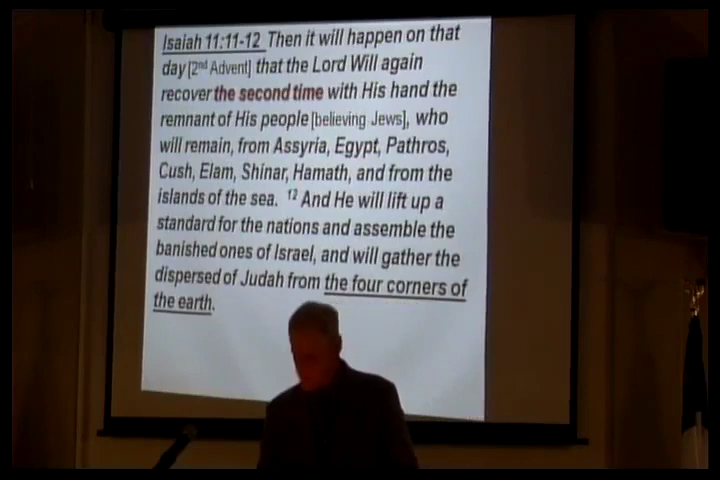 Isaiah 11:11-12 Then it will happen on that
day [2nd Advent] that the Lord Will again
recover the second time with His hand the
remnant of His people [believing Jews], who
will remain, from Assyria, Egypt, Pathros,
Cush, Elam, Shinar, Hamath, and from the
islands of the sea. 12 And He will lift up a
standard for the nations and assemble the
banished ones of Israel, and will gather the
dispersed of Judah from the four corners of
the earth.